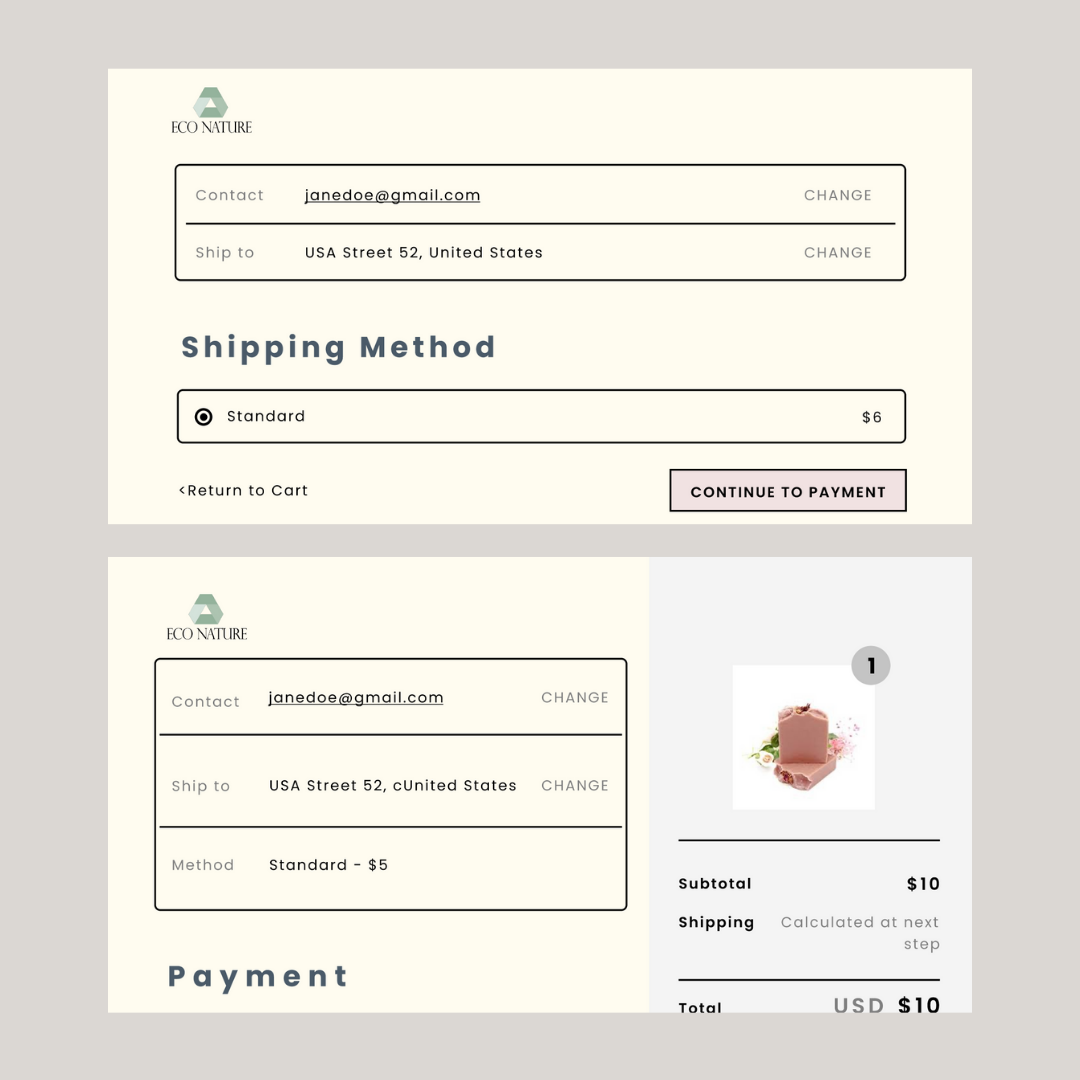 ECO NATURE
Contact janedoe@gmail.com CHANGE
Ship to USA Street 52, United States CHANGE
Shipping Method
Standard $6
<Return to Cart CONTINUE TO PAYMENT
ECO NATURE
Contact janedoe@gmail.com CHANGE
Ship to USA Street 52, cUnited States CHANGE
Method Standard - $5
Payment
1
Subtotal $10
Shipping Calculated at next
step
Total USD $10